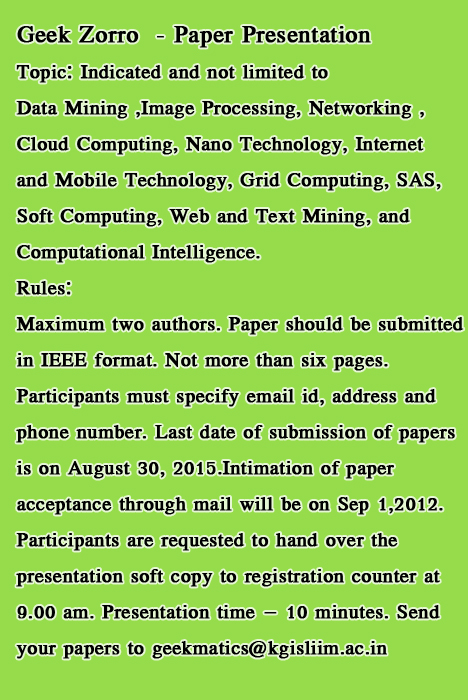 Geek Zorro  - Paper Presentation
Topic: Indicated and not limited to
Data Mining ,Image Processing, Networking ,
Cloud Computing, Nano Technology, Internet
and Mobile Technology, Grid Computing, SAS,
Soft Computing, Web and Text Mining, and
Computational Intelligence.
Rules:
Maximum two authors. Paper should be submitted
in IEEE format. Not more than six pages.
Participants must specify email id, address and
phone number. Last date of submission of papers
is on August 30, 2015.Intimation of paper
acceptance through mail will be on Sep 1,2012.
Participants are requested to hand over the
presentation soft copy to registration counter at
9.00 am. Presentation time – 10 minutes. Send
your papers to geekmatics@kgisliim.ac.in